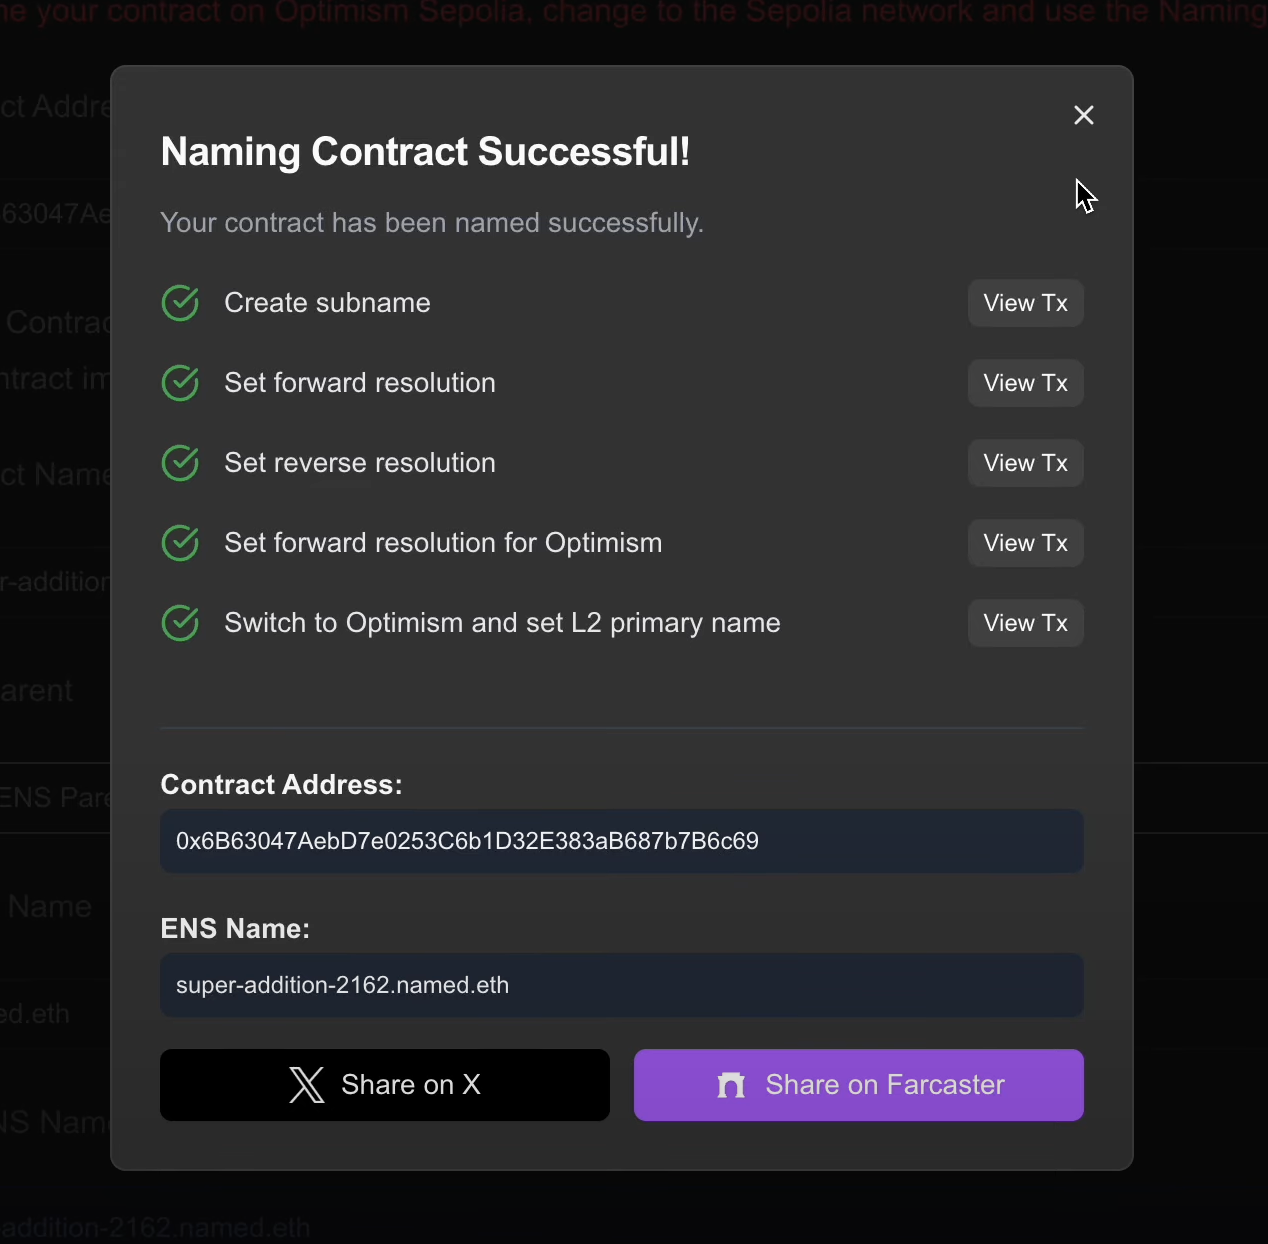 ne your contract on Optimism Sepolia, change to the Sepolia network and use the Naming
ct Addre
63047Ae
Contrac
ntract im
ct Name
r-addition
arent
ENS Pare
Name
ed.eth
NS Name
addition-2162.named.eth
Naming Contract Successful!
Your contract has been named successfully.
Create subname View Tx
Set forward resolution View Tx
Set reverse resolution View Tx
Set forward resolution for Optimism View Tx
Switch to Optimism and set L2 primary name View Tx
Contract Address:
0x6B63047AebD7e0253C6b1D32E383aB687b7B6c69
ENS Name:
super-addition-2162.named.eth
Share on X
Share on Farcaster